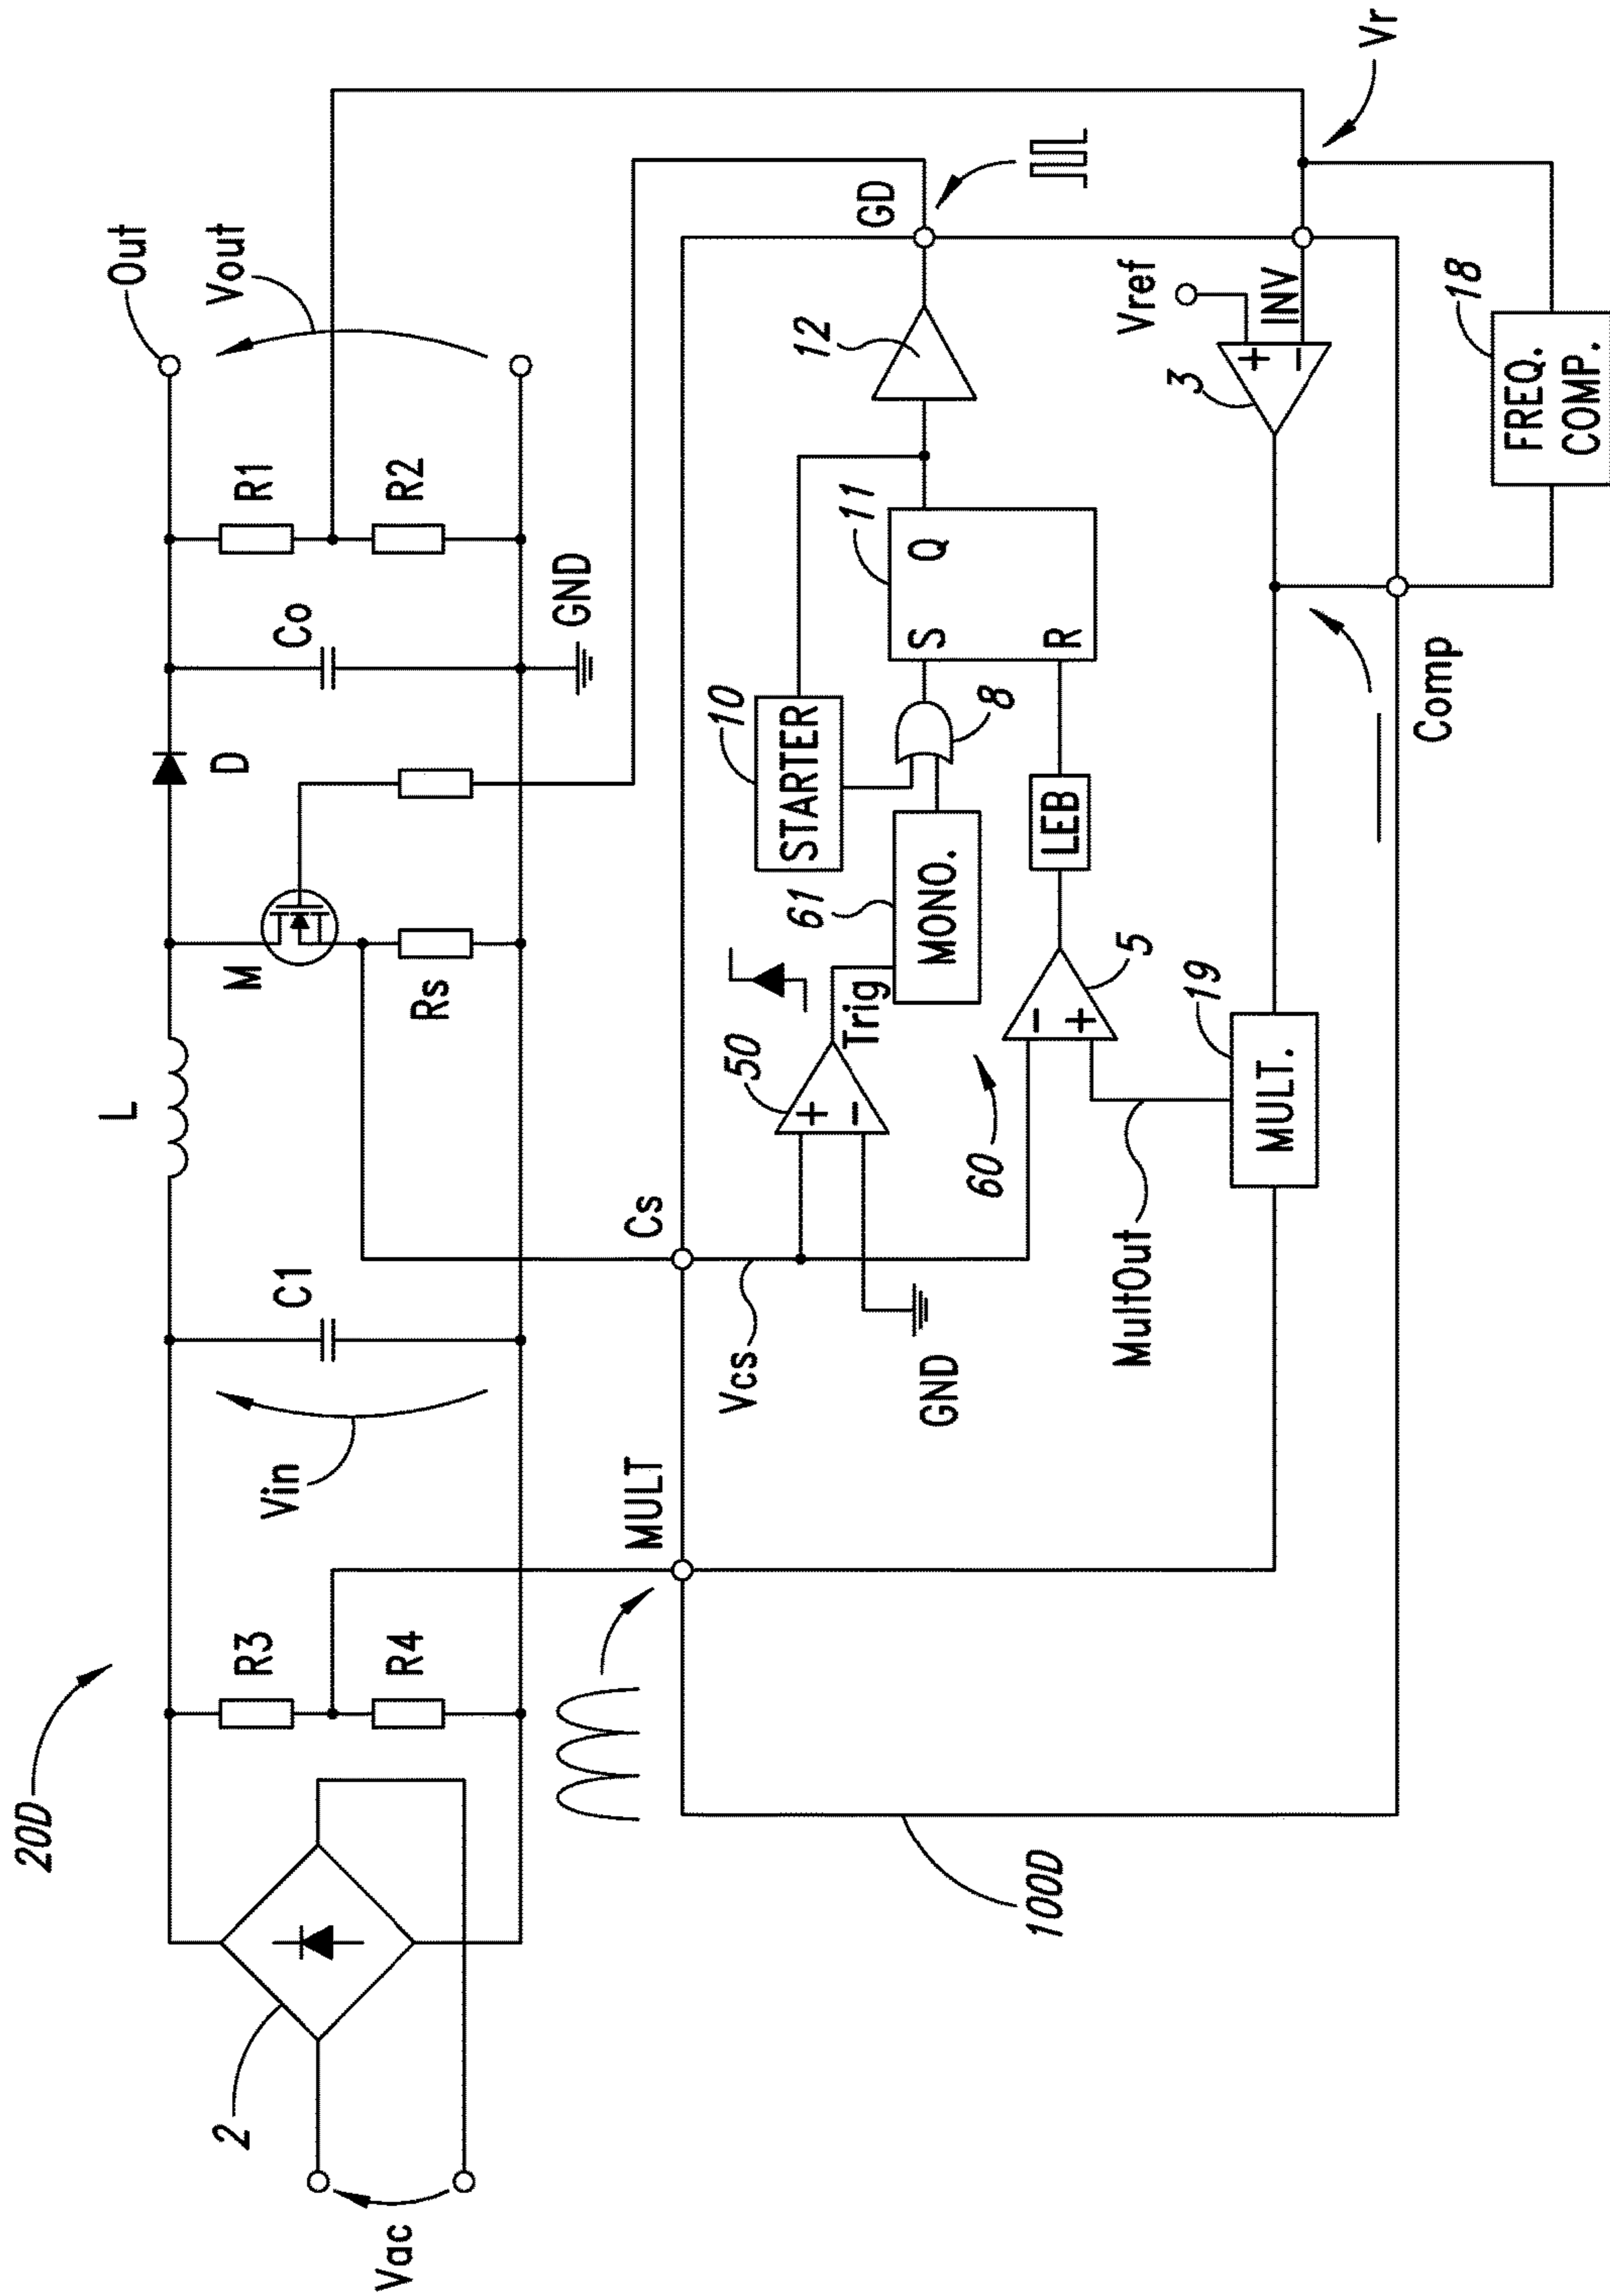 20D
2
Vac
R3
R4
Vin
C1
L
M
Rs
D
Co
GND
R1
R2
Out
Vout
MULT
Cs
GD
Vcs
50
+
−
Trig
GND
60
61
MONO.
10
STARTER
8
S
Q
R
11
12
LEB
5
−
+
MultOut
19
MULT.
3
+
−
Vref
INV
Vr
Comp
18
FREQ.
COMP.
100D